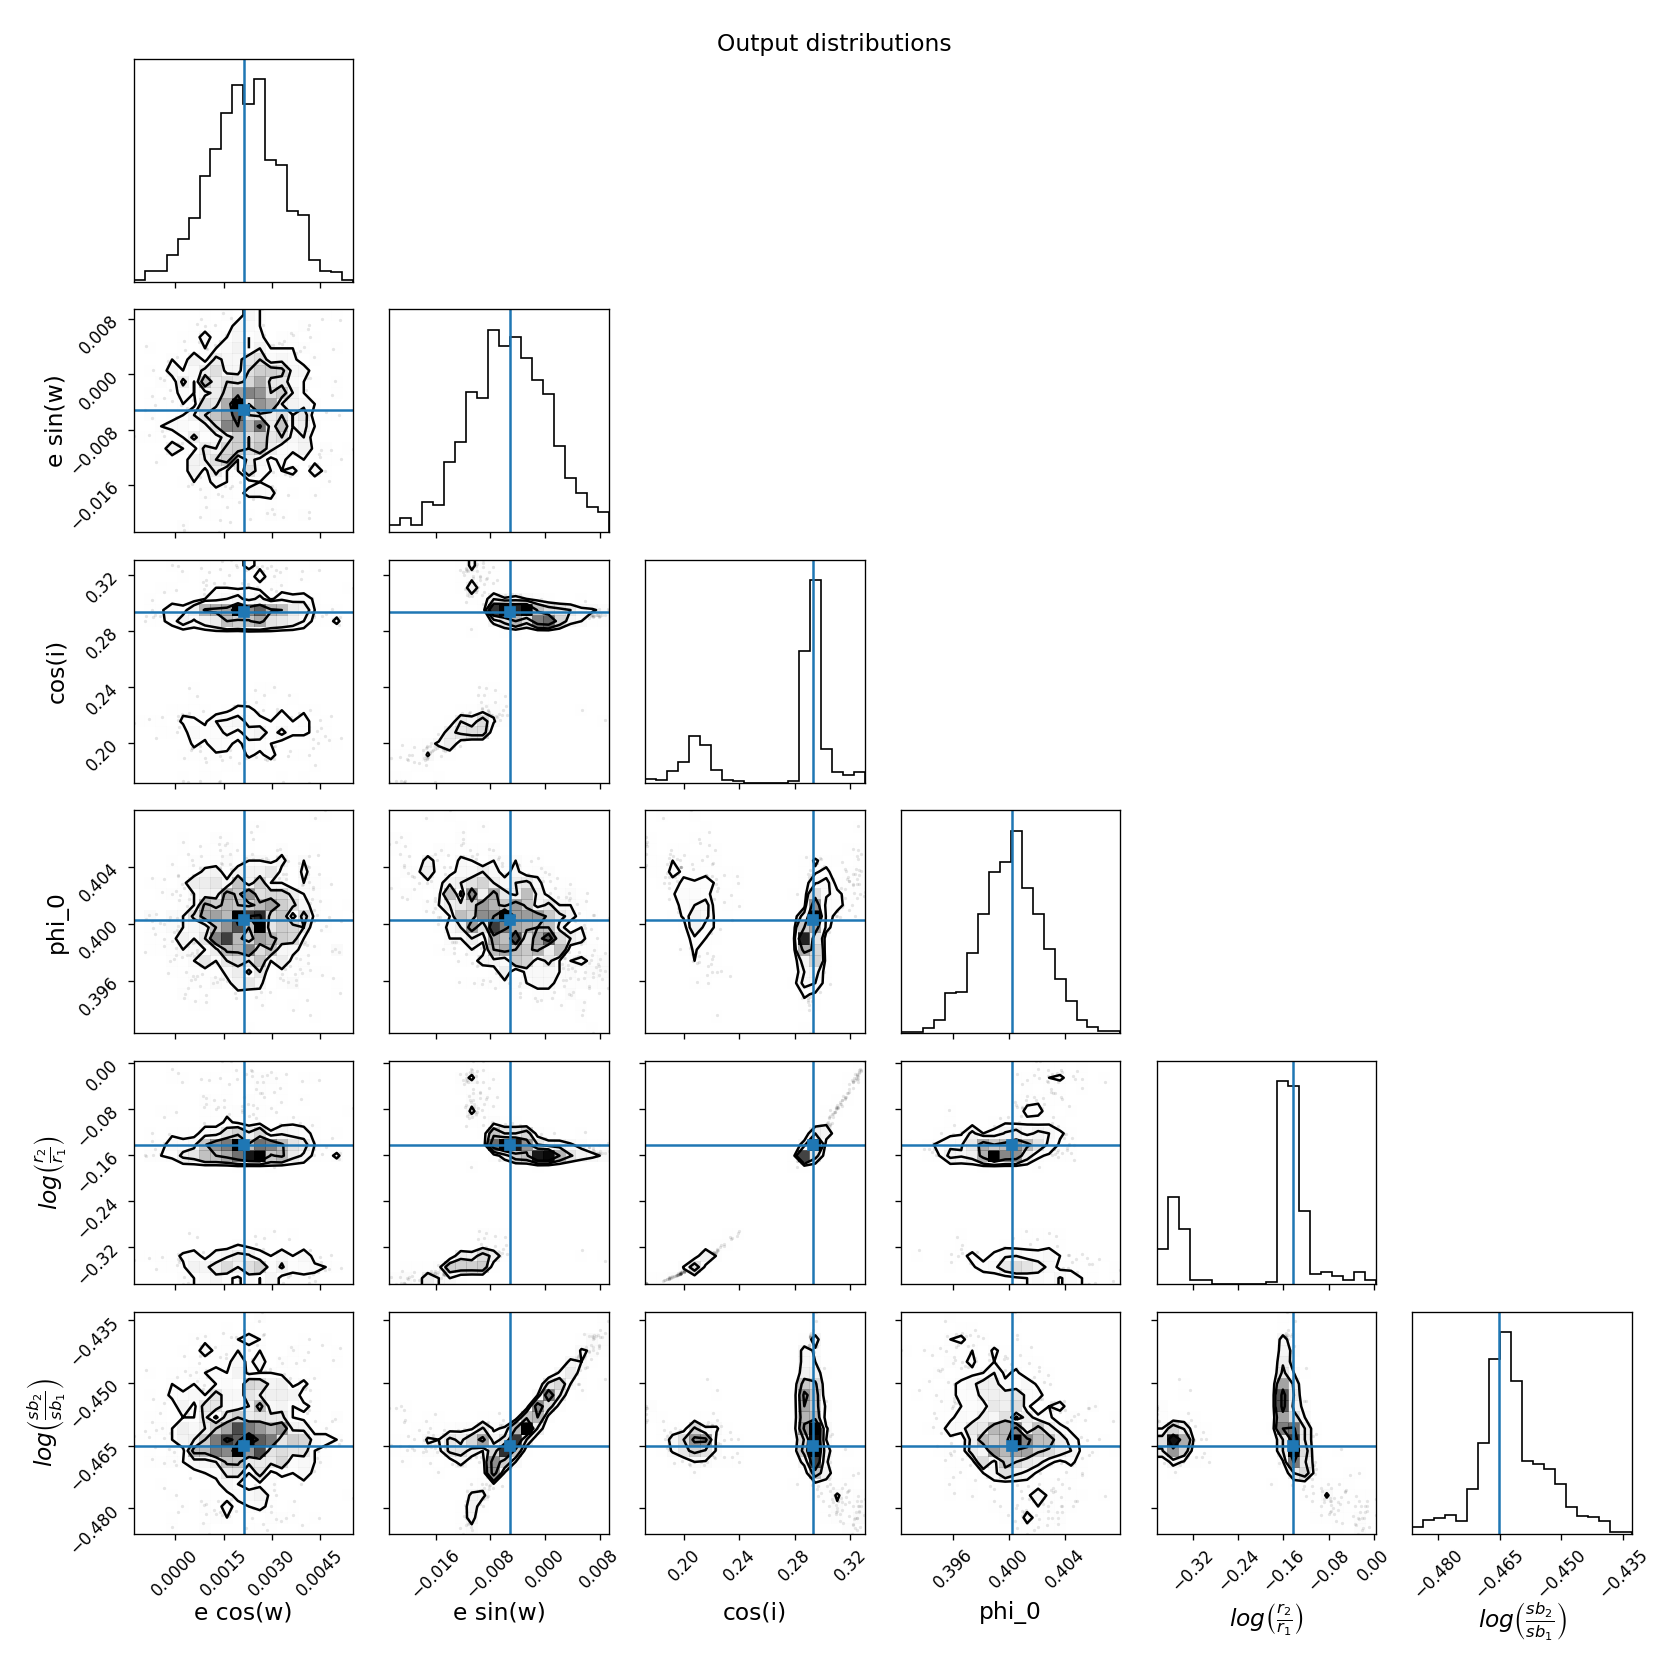 Output distributions
0.008
0.000
−0.008
−0.016
e sin(w)
0.32
0.28
0.24
0.20
cos(i)
0.404
0.400
0.396
phi_0
0.00
−0.08
−0.16
−0.24
−0.32
log(r₂/r₁)
−0.435
−0.450
−0.465
−0.480
log(sb₂/sb₁)
0.0000 0.0015 0.0030 0.0045
−0.016 −0.008 0.000 0.008
0.20 0.24 0.28 0.32
0.396 0.400 0.404
−0.32 −0.24 −0.16 −0.08 0.00
−0.480 −0.465 −0.450 −0.435
e cos(w) e sin(w) cos(i) phi_0 log(r₂/r₁) log(sb₂/sb₁)